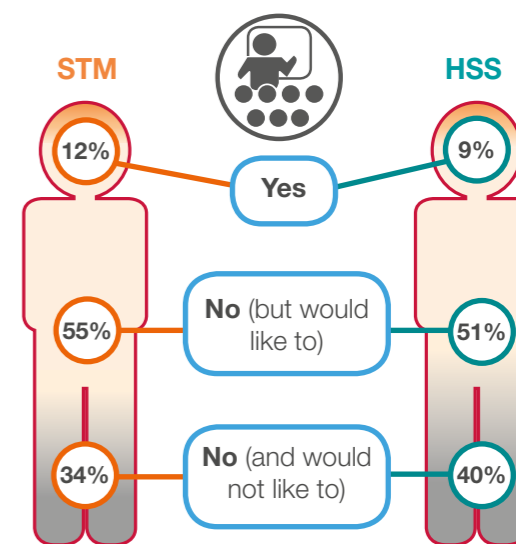 STM
HSS
12%
Yes
9%
55%
No (but would
like to)
51%
34%
No (and would
not like to)
40%